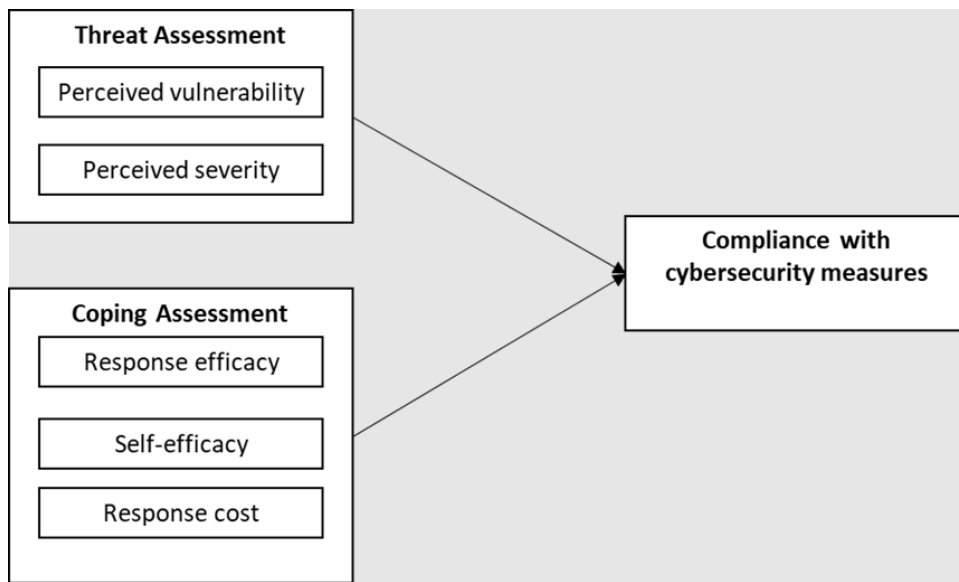 Threat Assessment
Perceived vulnerability
Perceived severity
Compliance with
cybersecurity measures
Coping Assessment
Response efficacy
Self-efficacy
Response cost